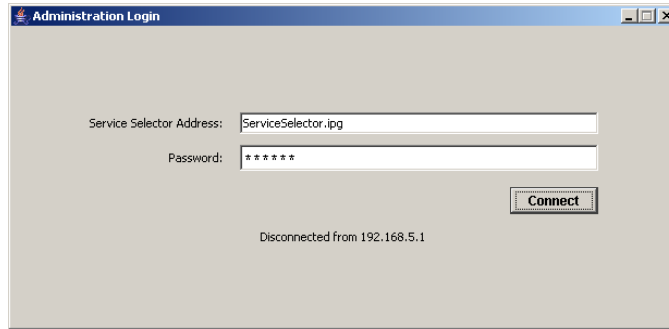 Administration Login
Service Selector Address: ServiceSelector.ipg
Password: ******
Connect
Disconnected from 192.168.5.1